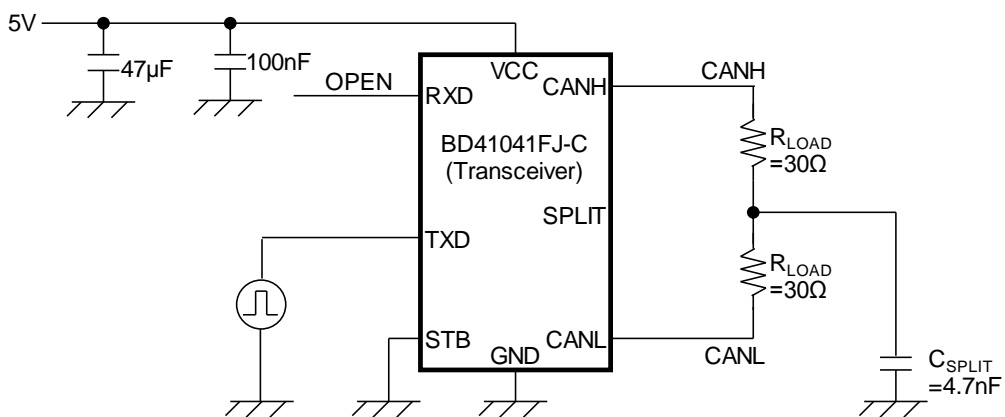 5V
47µF
100nF
OPEN
VCC
RXD
CANH
CANH
BD41041FJ-C
(Transceiver)
R_LOAD
=30Ω
SPLIT
TXD
R_LOAD
=30Ω
STB
GND
CANL
CANL
C_SPLIT
=4.7nF